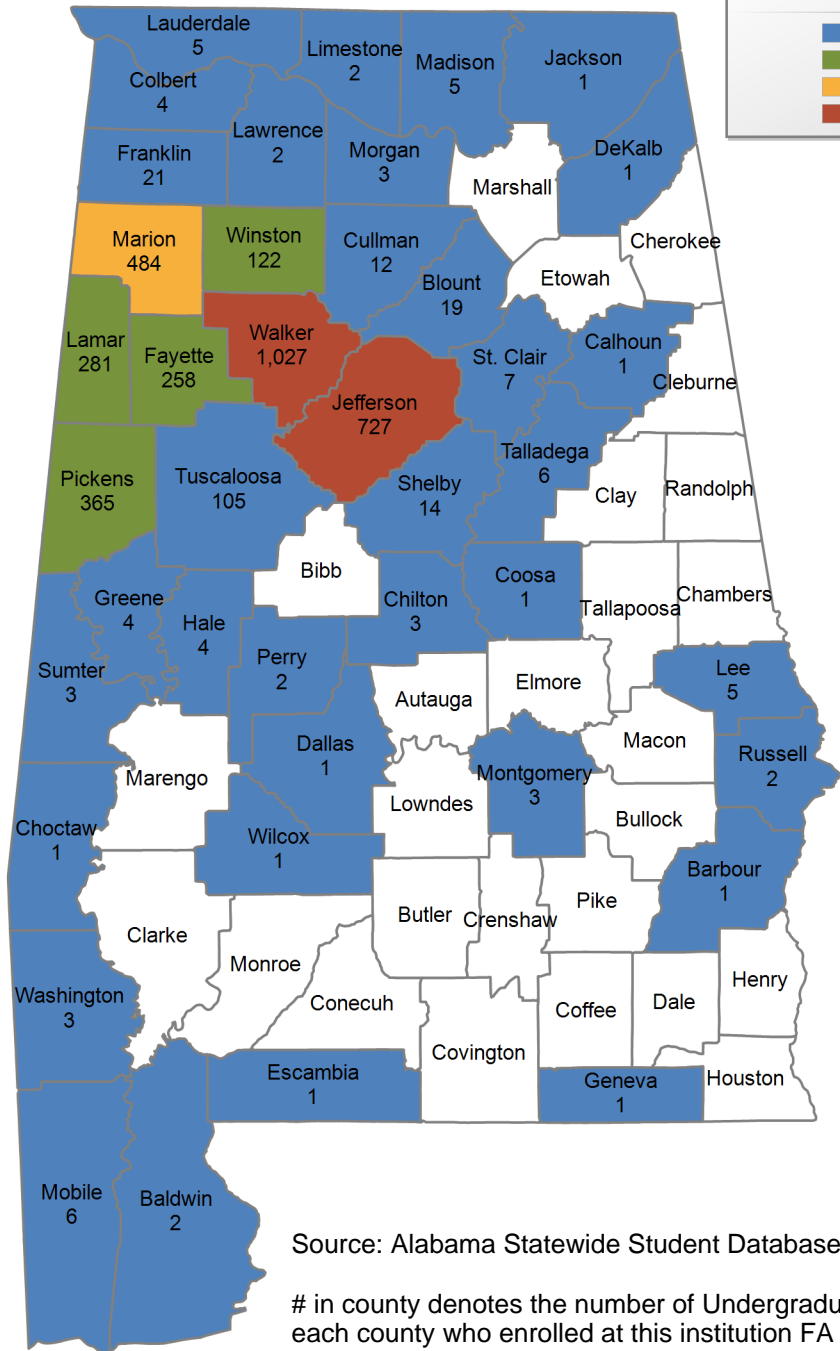 Lauderdale
5
Limestone
2
Madison
5
Jackson
1
Colbert
4
Lawrence
2
Franklin
21
Morgan
3
DeKalb
1
Marshall
Cherokee
Marion
484
Winston
122
Cullman
12
Blount
19
Etowah
Lamar
281
Fayette
258
Walker
1,027
Jefferson
727
St. Clair
7
Calhoun
1
Cleburne
Pickens
365
Tuscaloosa
105
Shelby
14
Talladega
6
Clay
Randolph
Bibb
Greene
4
Hale
4
Chilton
3
Coosa
1
Tallapoosa
Chambers
Sumter
3
Perry
2
Autauga
Elmore
Lee
5
Marengo
Dallas
1
Montgomery
3
Macon
Russell
2
Lowndes
Bullock
Choctaw
1
Wilcox
1
Barbour
1
Clarke
Butler
Crenshaw
Pike
Monroe
Washington
3
Conecuh
Coffee
Dale
Henry
Covington
Escambia
1
Geneva
1
Houston
Mobile
6
Baldwin
2
Source: Alabama Statewide Student Database
# in county denotes the number of Undergradu
each county who enrolled at this institution FA